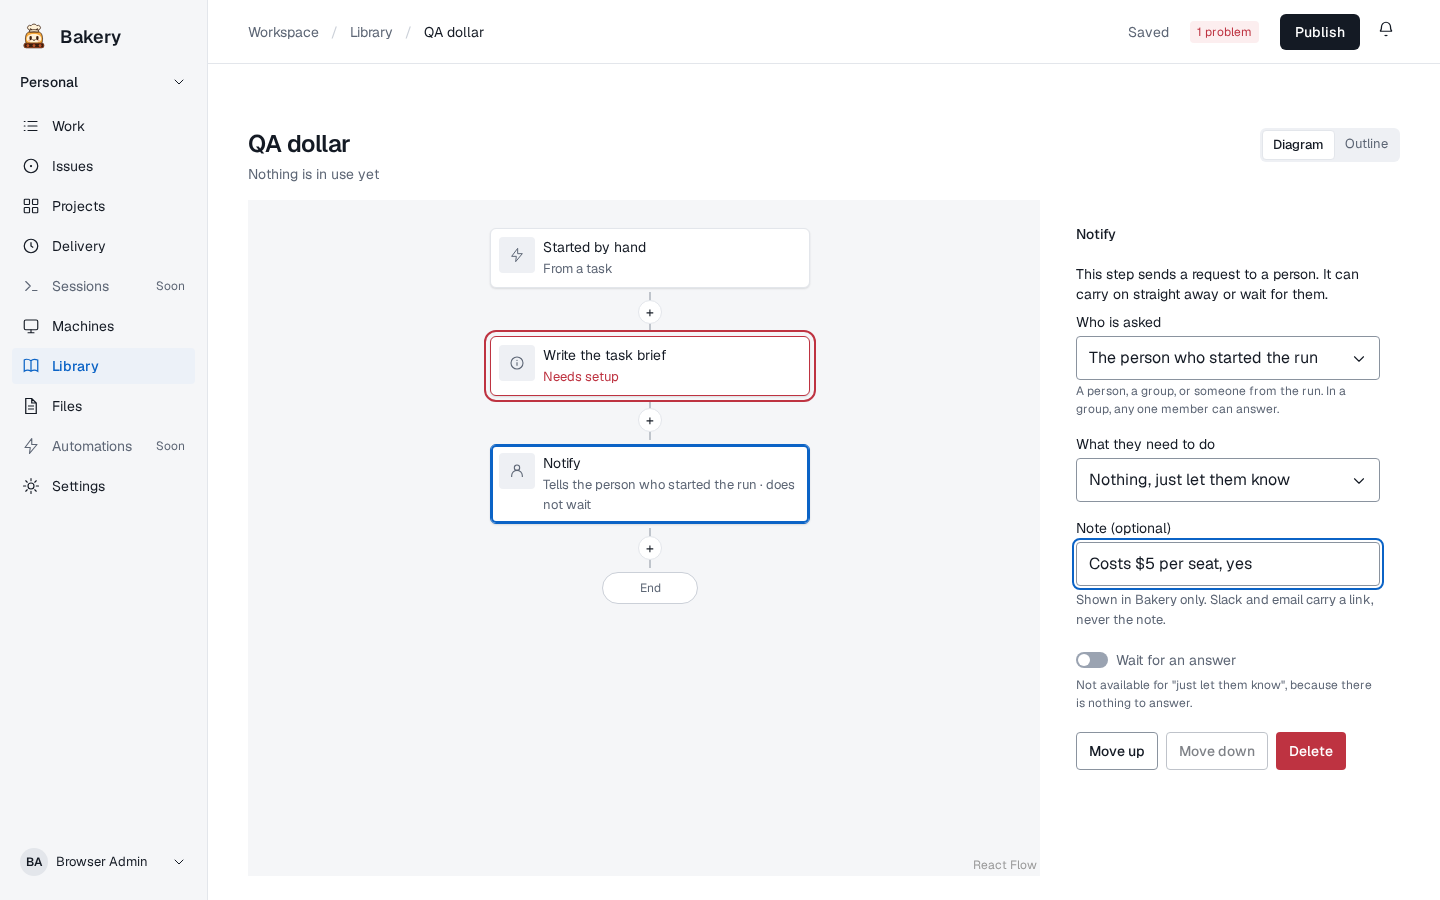 Bakery
Workspace / Library / QA dollar
Saved
1 problem
Publish
Personal
Work
Issues
Projects
Delivery
Sessions Soon
Machines
Library
Files
Automations Soon
Settings
BA Browser Admin
QA dollar
Nothing is in use yet
Diagram Outline
Started by hand
From a task
+
Write the task brief
Needs setup
+
Notify
Tells the person who started the run · does
not wait
+
End
React Flow
Notify
This step sends a request to a person. It can
carry on straight away or wait for them.
Who is asked
The person who started the run
A person, a group, or someone from the run. In a
group, any one member can answer.
What they need to do
Nothing, just let them know
Note (optional)
Costs $5 per seat, yes
Shown in Bakery only. Slack and email carry a link,
never the note.
Wait for an answer
Not available for "just let them know", because there
is nothing to answer.
Move up Move down Delete